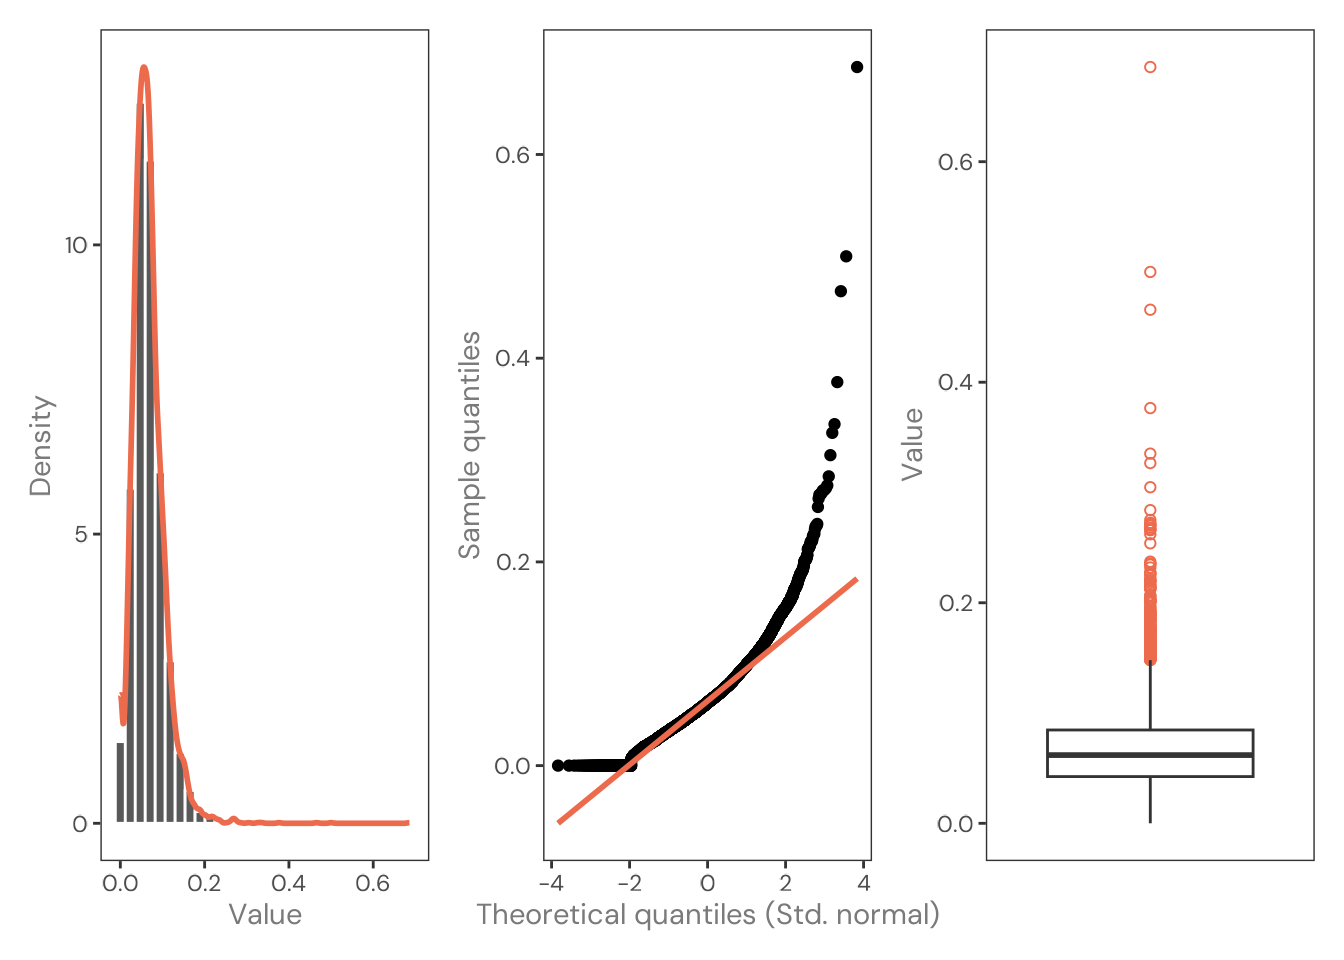 Density
10
5
0
0.0 0.2 0.4 0.6
Value
Sample quantiles
0.6
0.4
0.2
0.0
−4 −2 0 2 4
Theoretical quantiles (Std. normal)
Value
0.6
0.4
0.2
0.0